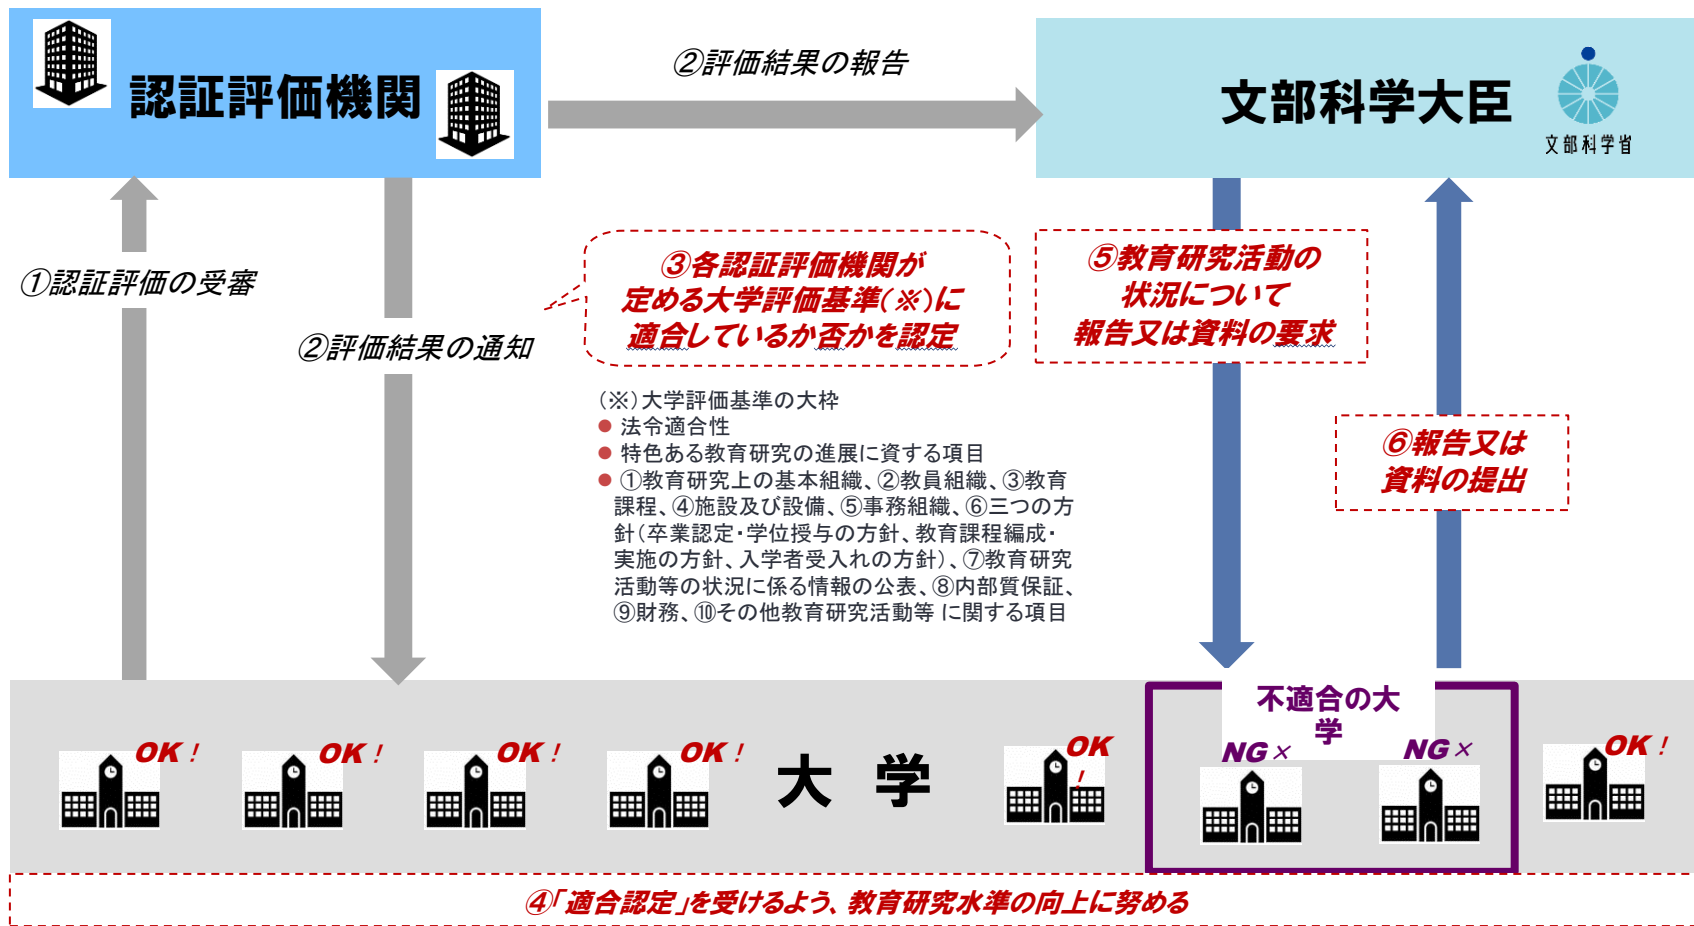 認証評価機関
②評価結果の報告
文部科学大臣
文部科学省
①認証評価の受審
②評価結果の通知
③各認証評価機関が
定める大学評価基準(※)に
適合しているか否かを認定
⑤教育研究活動の
状況について
報告又は資料の要求
⑥報告又は
資料の提出
(※)大学評価基準の大枠
● 法令適合性
● 特色ある教育研究の進展に資する項目
● ①教育研究上の基本組織、②教員組織、③教育
課程、④施設及び設備、⑤事務組織、⑥三つの方
針(卒業認定・学位授与の方針、教育課程編成・
実施の方針、入学者受入れの方針)、⑦教育研究
活動等の状況に係る情報の公表、⑧内部質保証、
⑨財務、⑩その他教育研究活動等 に関する項目
不適合の大
学
OK！
OK！
OK！
OK！
大　学
OK
！
NG×
NG×
OK！
④「適合認定」を受けるよう、教育研究水準の向上に努める